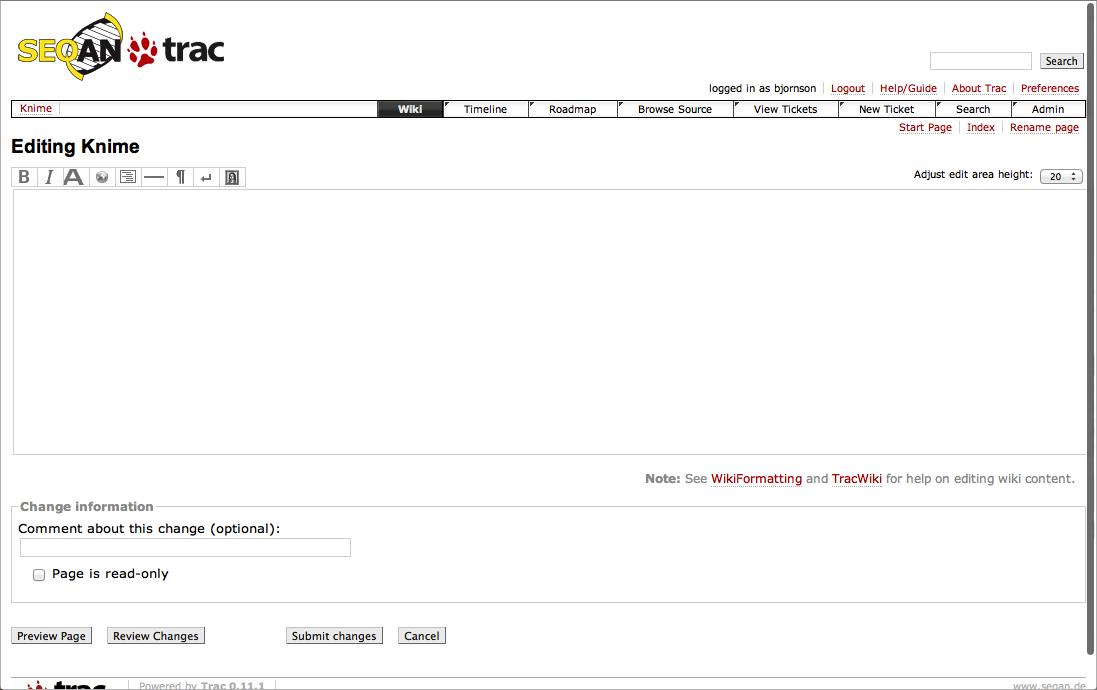 SEQAN trac
Search
logged in as bjornson Logout Help/Guide About Trac Preferences
Knime Wiki Timeline Roadmap Browse Source View Tickets New Ticket Search Admin
Start Page Index Rename page
Editing Knime
B I A ¶ ↵ Adjust edit area height: 20
Note: See WikiFormatting and TracWiki for help on editing wiki content.
Change information
Comment about this change (optional):
Page is read-only
Preview Page Review Changes Submit changes Cancel
trac Powered by Trac 0.11.1 www.seqan.de